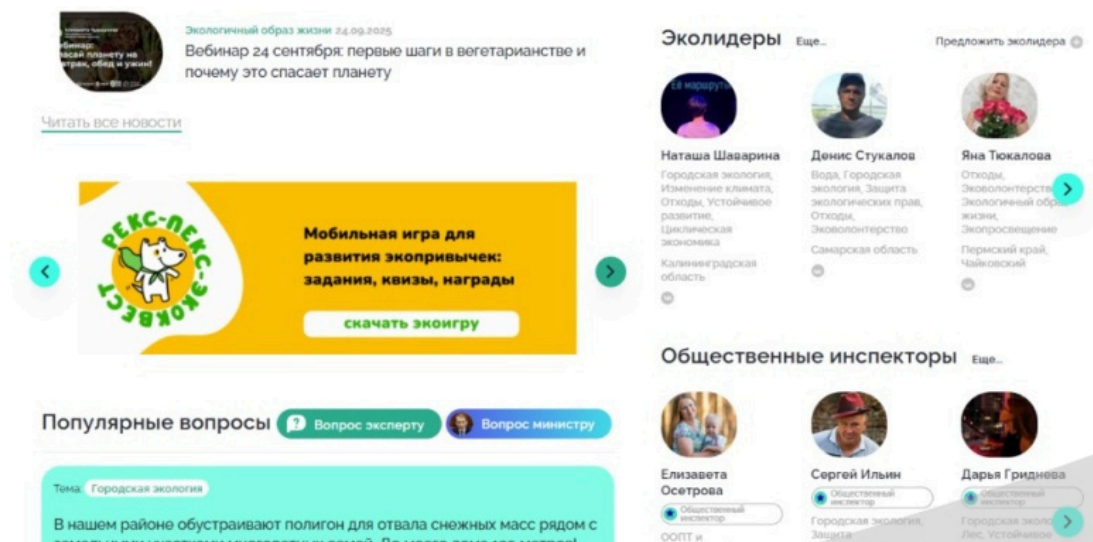 Экологичный образ жизни 24.09.2025
Вебинар 24 сентября: первые шаги в вегетарианстве и
почему это спасает планету
Читать все новости
РЕКС-ПЕКС-ЭКОКВЕСТ
Мобильная игра для
развития экопривычек:
задания, квизы, награды
скачать экоигру
Популярные вопросы
Вопрос эксперту
Вопрос министру
Тема: Городская экология
В нашем районе обустраивают полигон для отвала снежных масс рядом с
Эколидеры Еще...
Предложить эколидера
Её маршруты
Наташа Шаварина
Городская экология,
Изменение климата,
Отходы, Устойчивое
развитие,
Циклическая
экономика
Калининградская
область
Денис Стукалов
Вода, Городская
экология, Защита
экологических прав,
Отходы,
Эковолонтерство
Самарская область
Яна Тюкалова
Отходы,
Экологичный
жизни,
Экопросвещение
Пермский край,
Чайковский
Общественные инспекторы Еще...
Елизавета
Осетрова
Общественный
инспектор
ООПТ и
Сергей Ильин
Общественный
инспектор
Городская экология,
Защита
Дарья Гриднева
Общественный
инспектор
Городская
Лес, Устойчивое